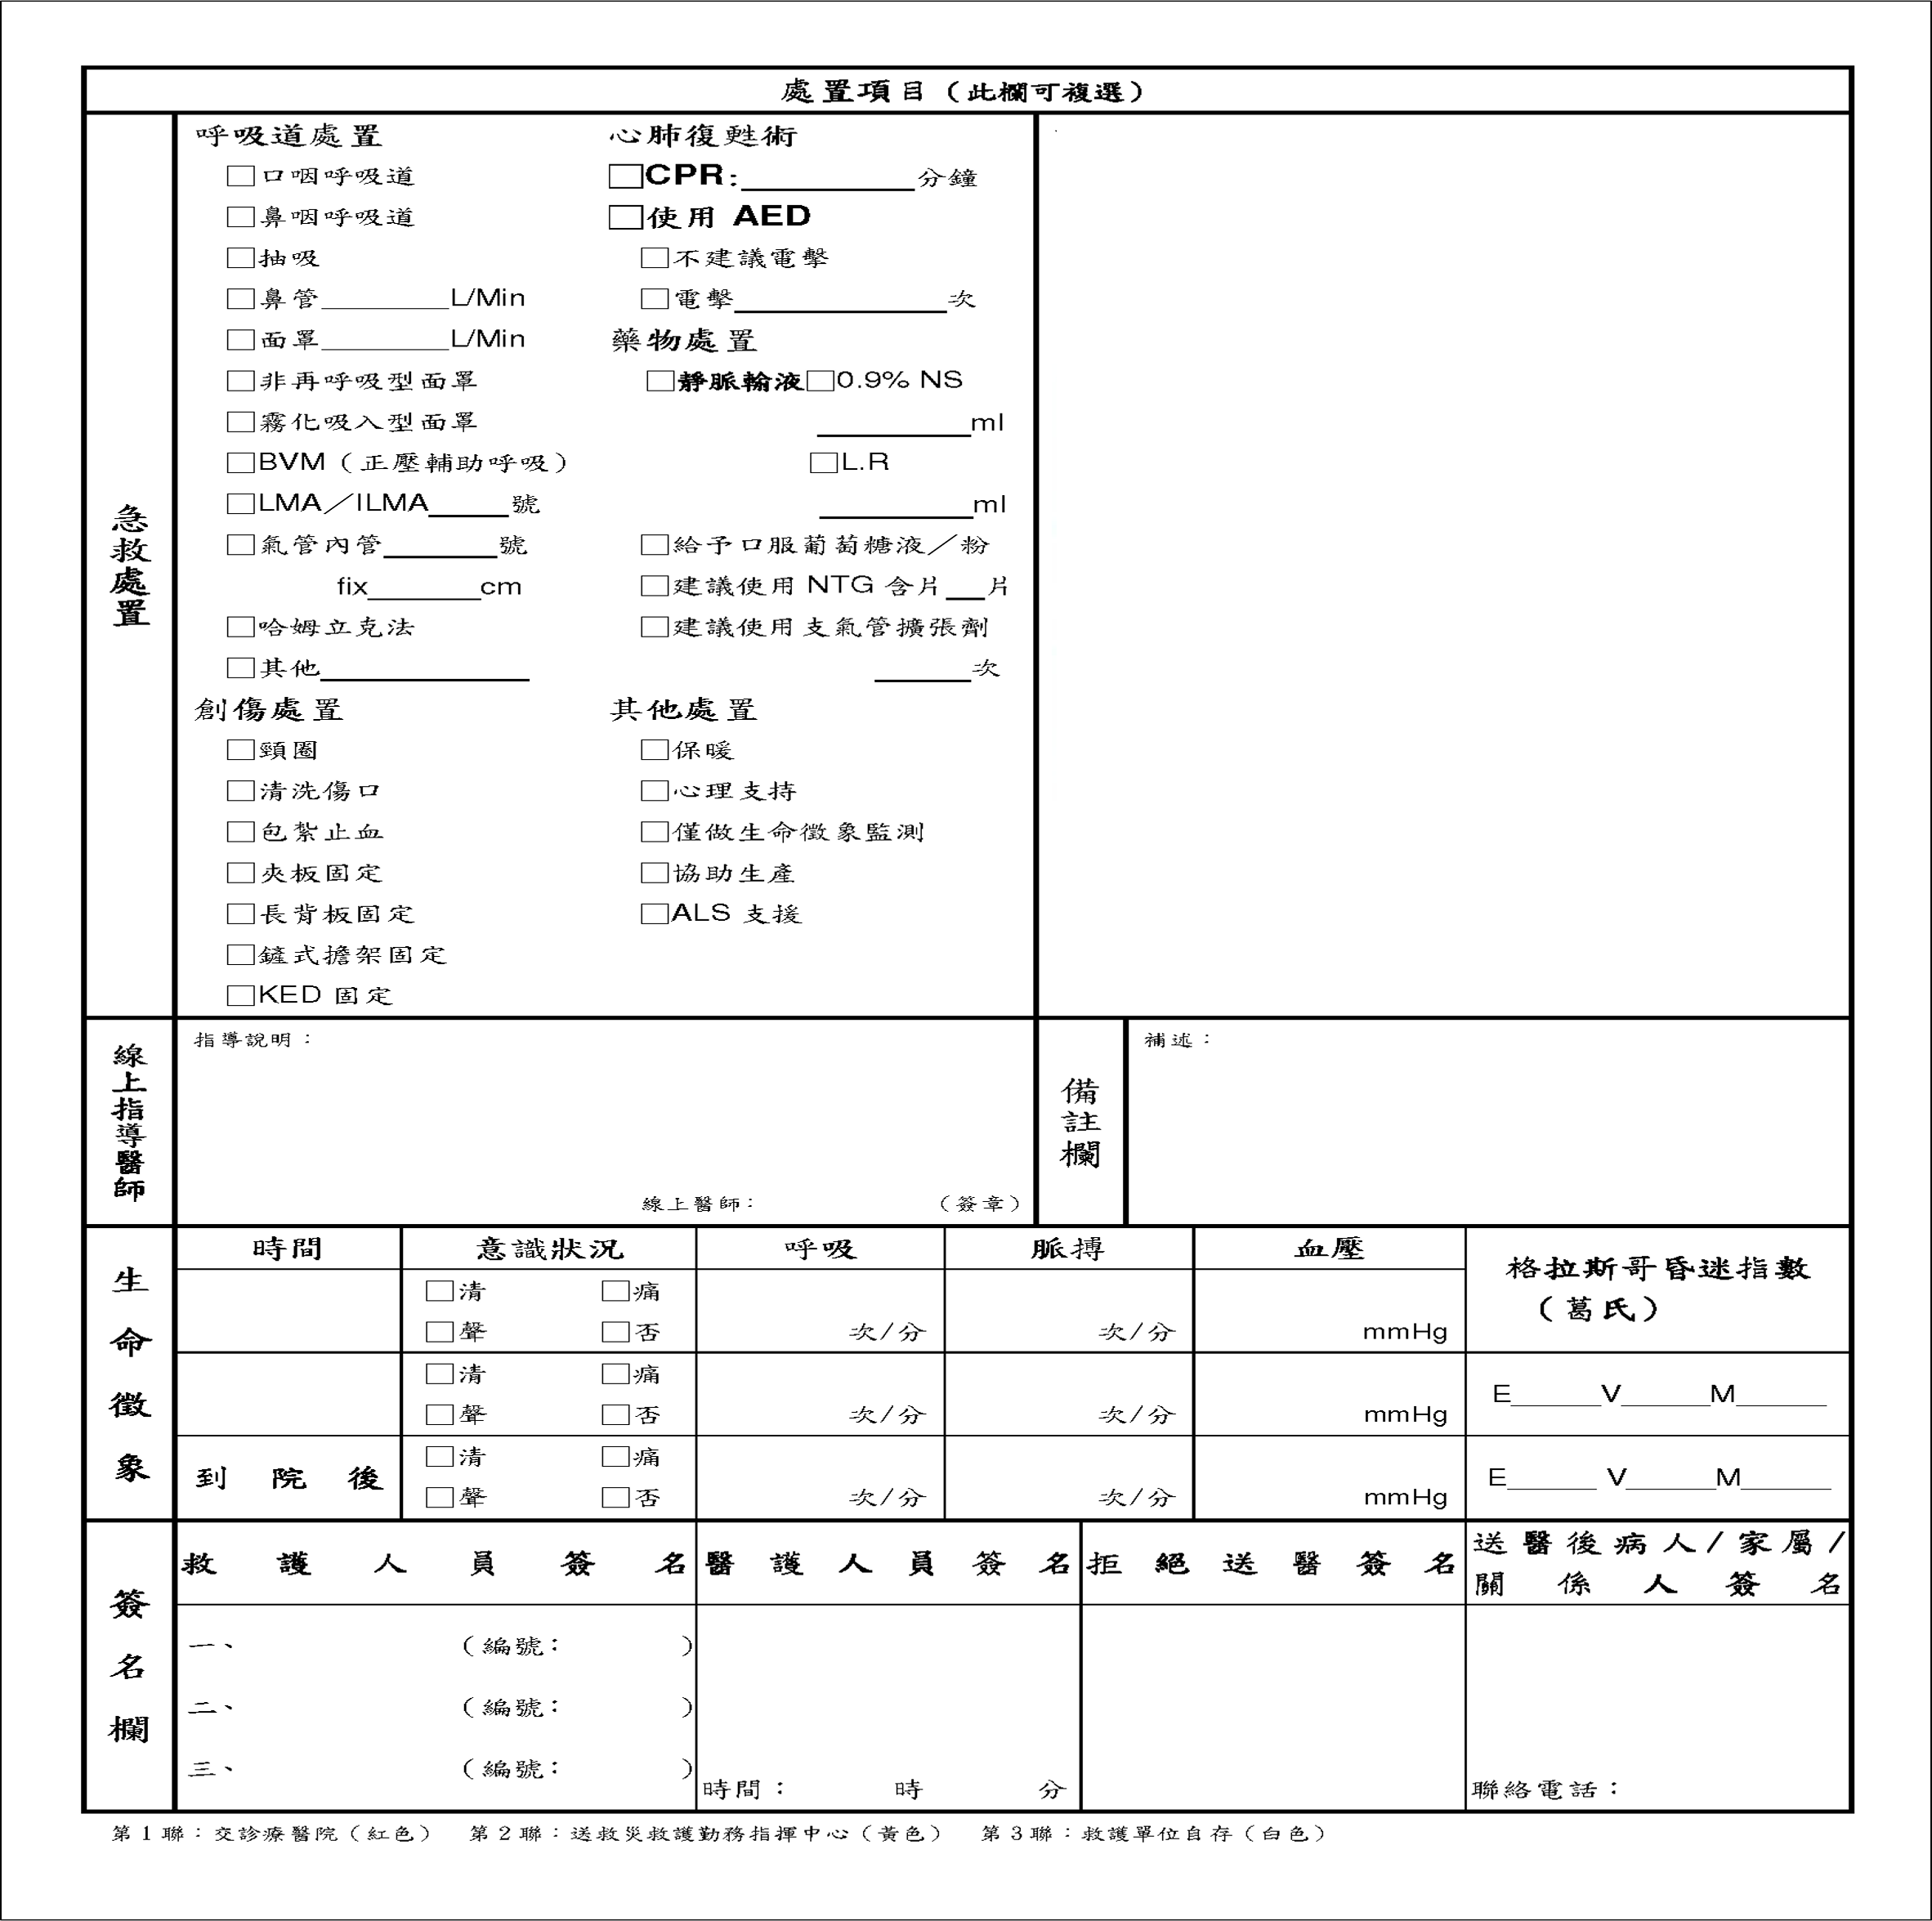 處置項目（此欄可複選）
急救處置
呼吸道處置
□口咽呼吸道
□鼻咽呼吸道
□抽吸
□鼻管________L/Min
□面罩________L/Min
□非再呼吸型面罩
□霧化吸入型面罩
□BVM（正壓輔助呼吸）
□LMA／ILMA_____號
□氣管內管_______號
fix_______cm
□哈姆立克法
□其他_____________
創傷處置
□頸圈
□清洗傷口
□包紮止血
□夾板固定
□長背板固定
□鏟式擔架固定
□KED 固定
心肺復甦術
□CPR：___________分鐘
□使用 AED
□不建議電擊
□電擊_____________次
藥物處置
□靜脈輸液□0.9% NS
__________ml
□L.R
__________ml
□給予口服葡萄糖液／粉
□建議使用 NTG 含片__片
□建議使用支氣管擴張劑
______次
其他處置
□保暖
□心理支持
□僅做生命徵象監測
□協助生產
□ALS 支援
線上指導醫師
指導說明：
線上醫師：　　　　（簽章）
備註欄
補述：
生命徵象
時間 意識狀況 呼吸 脈搏 血壓 格拉斯哥昏迷指數
（葛氏）
□清 □痛
□聲 □否 次/分 次/分 mmHg
□清 □痛
□聲 □否 次/分 次/分 mmHg
E______V______M______
到院後
□清 □痛
□聲 □否 次/分 次/分 mmHg
E______ V______M______
簽名欄
救護人員簽名
醫護人員簽名
拒絕送醫簽名
送醫後病人/家屬/
關係人簽名
一、　　　　（編號：　　　）
二、　　　　（編號：　　　）
三、　　　　（編號：　　　）
時間：　　　時　　　分
聯絡電話：
第1聯：交診療醫院（紅色）　第2聯：送救災救護勤務指揮中心（黃色）　第3聯：救護單位自存（白色）